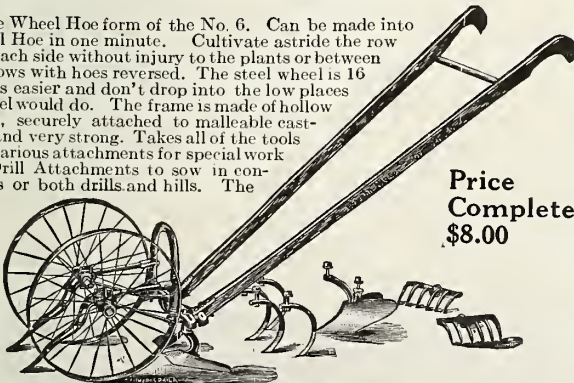 e Wheel Hoe form of the No. 6. Can be made into
l Hoe in one minute. Cultivate astride the row
ach side without injury to the plants or between
ows with hoes reversed. The steel wheel is 16
s easier and don't drop into the low places
el would do. The frame is made of hollow
, securely attached to malleable cast-
nd very strong. Takes all of the tools
arious attachments for special work
rill Attachments to sow in con-
s or both drills and hills. The
Price
Complete
$8.00